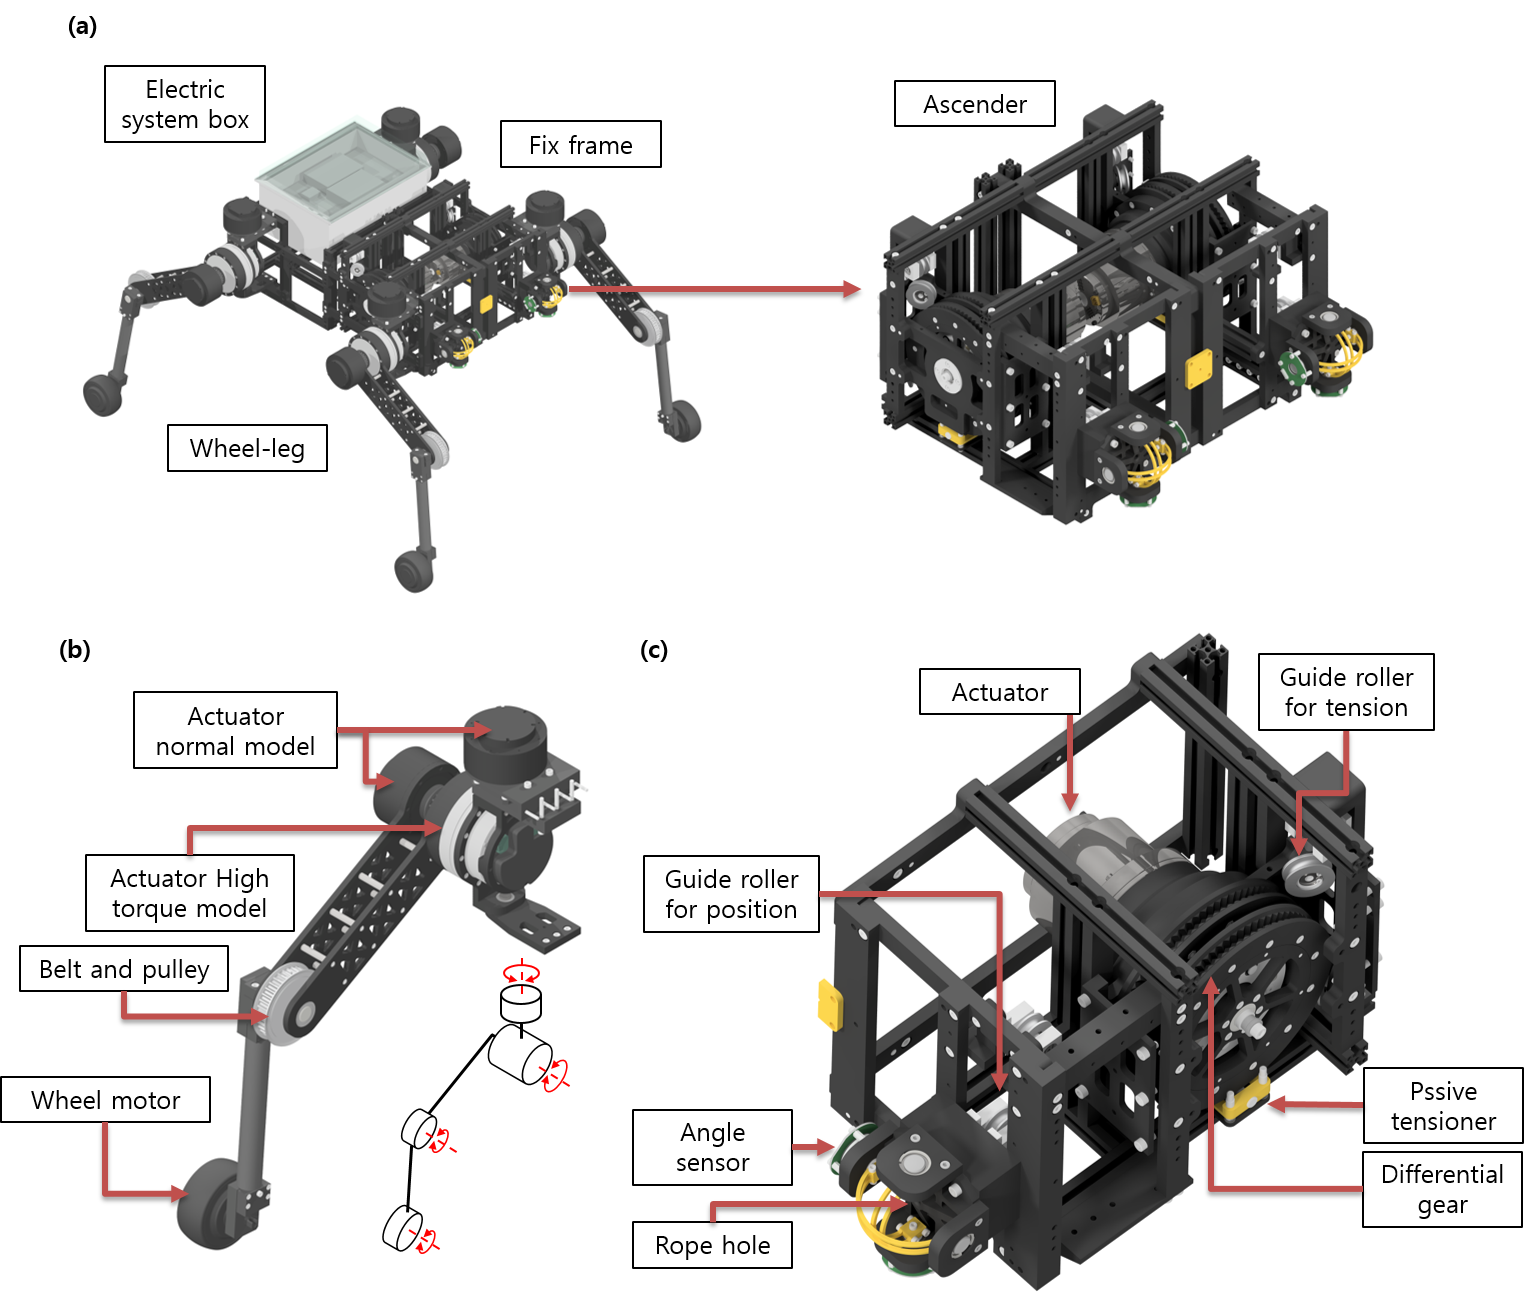 (a)
Electric
system box
Fix frame
Ascender
Wheel-leg
(b)
Actuator
normal model
Actuator High
torque model
Belt and pulley
Wheel motor
(c)
Actuator
Guide roller
for tension
Guide roller
for position
Angle
sensor
Rope hole
Pssive
tensioner
Differential
gear